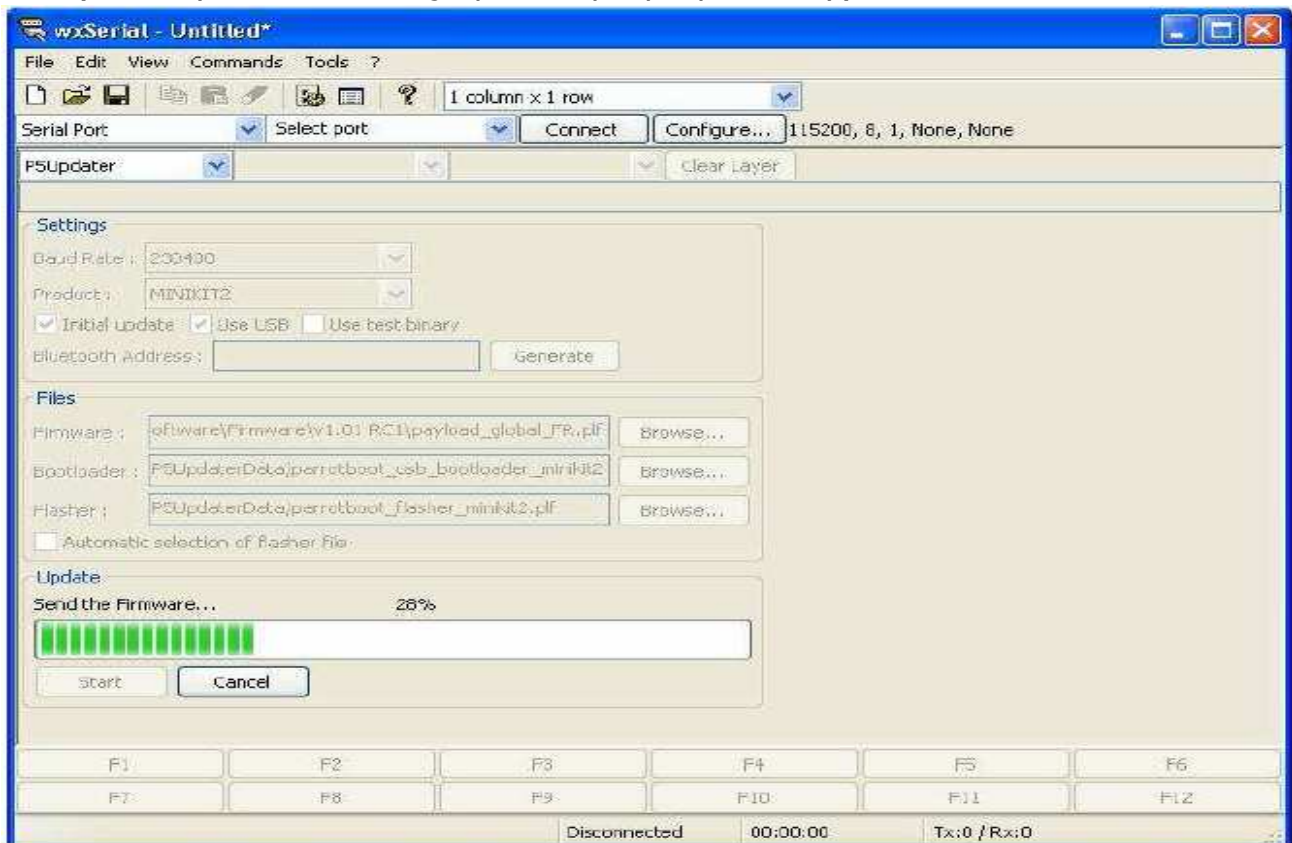 wxSerial - Untitled*
File Edit View Commands Tools ?
1 column x 1 row
Serial Port Select port Connect Configure... 115200, 8, 1, None, None
P5Updater Clear Layer
Settings
Baud Rate : 230400
Product : MINIKIT2
Initial update Use USB Use test binary
Bluetooth Address : Generate
Files
Firmware : oftware\Firmware\v1.01 RC1\payload_global_FR.plf Browse...
Bootloader : P5UpdaterData/parrotboot_usb_bootloader_minikit2 Browse...
Flasher : P5UpdaterData/parrotboot_flasher_minikit2.plf Browse...
Automatic selection of flasher file
Update
Send the Firmware... 28%
Start Cancel
F1 F2 F3 F4 F5 F6
F7 F8 F9 F10 F11 F12
Disconnected 00:00:00 Tx:0 / Rx:0